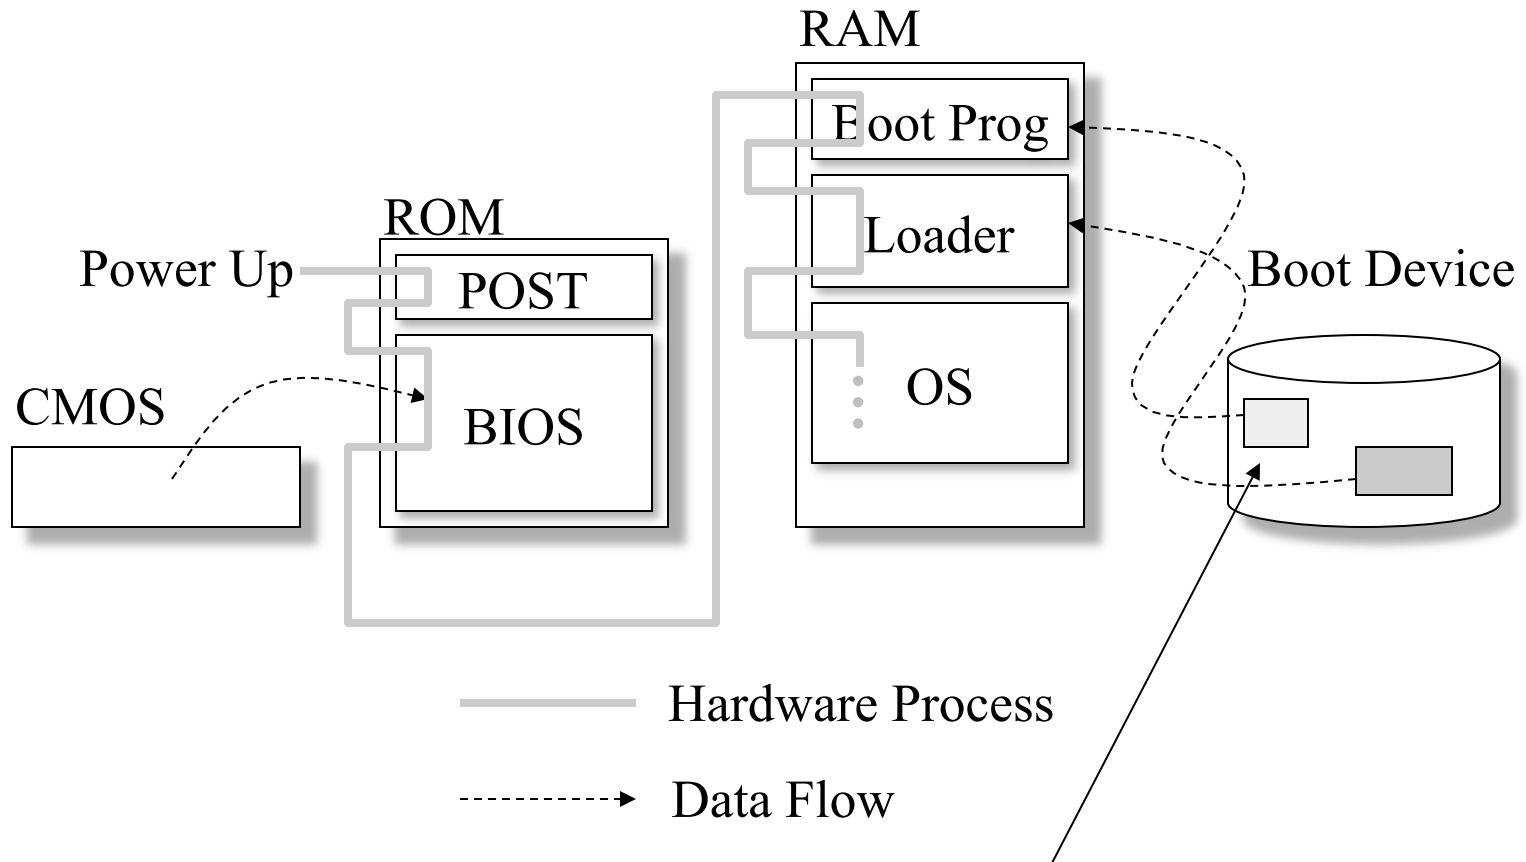 RAM
Boot Prog
ROM
Loader
Power Up
POST
Boot Device
CMOS
BIOS
OS
Hardware Process
Data Flow